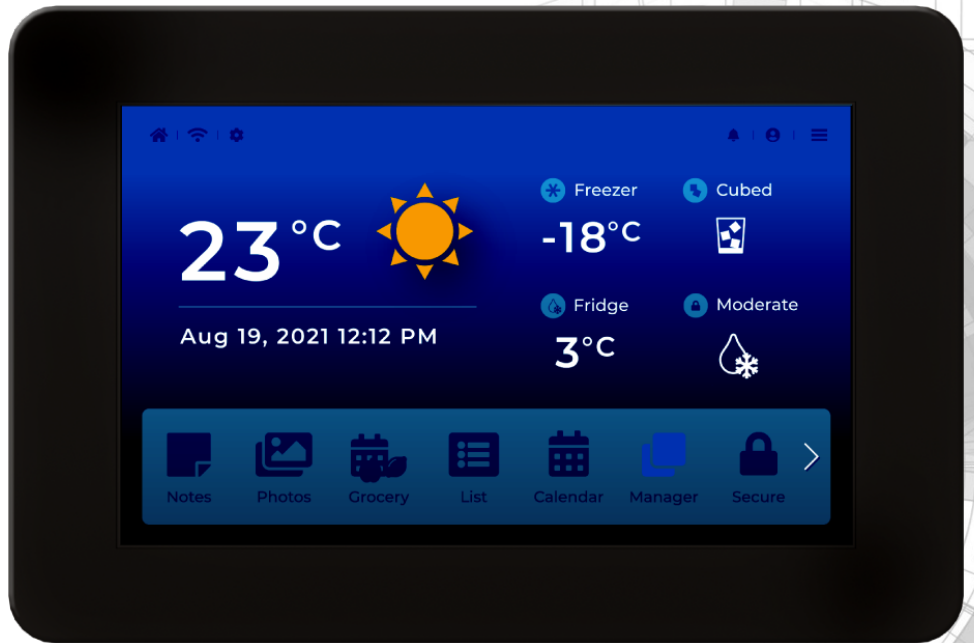 23°C
Aug 19, 2021 12:12 PM
Freezer
-18°C
Cubed
Fridge
3°C
Moderate
Notes
Photos
Grocery
List
Calendar
Manager
Secure